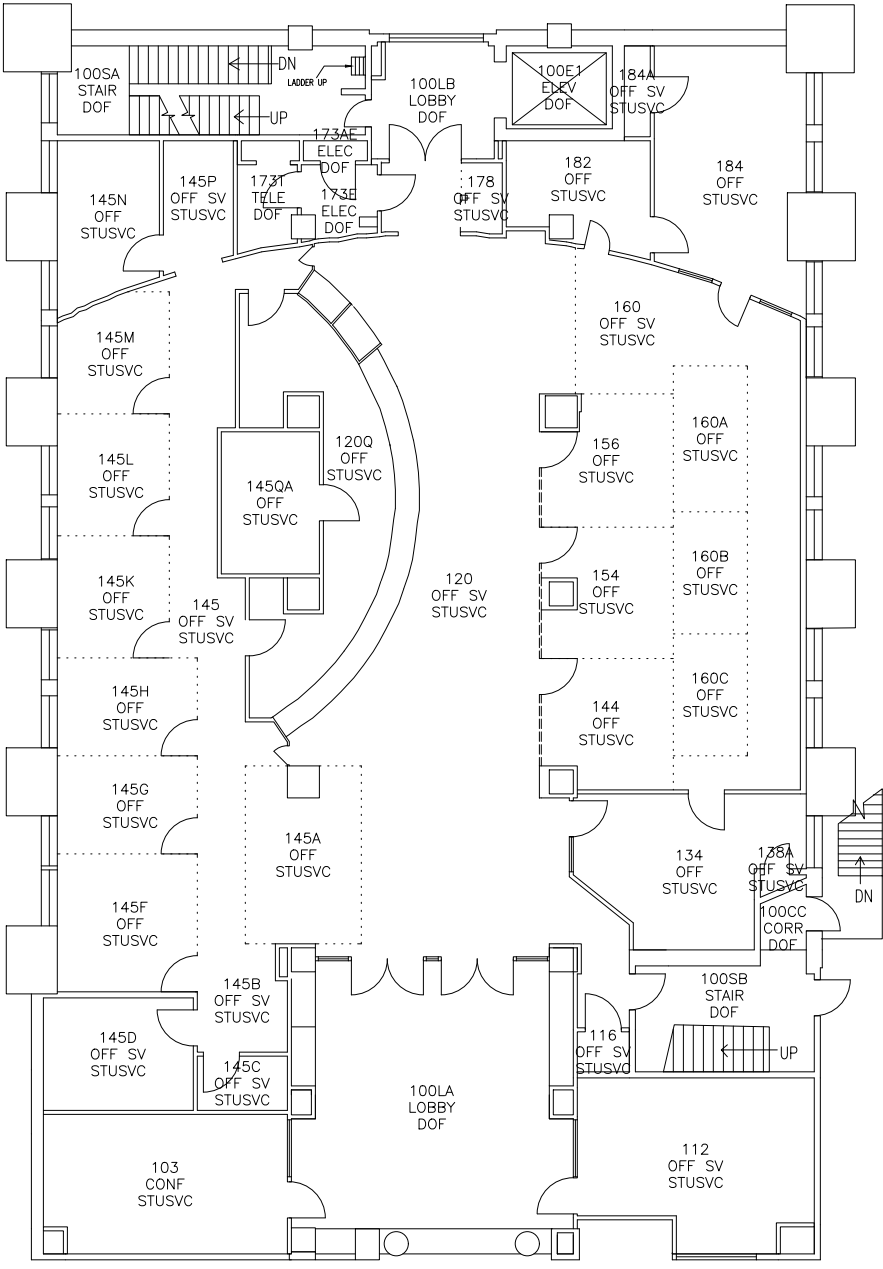 100SA
STAIR
DOF
DN
LADDER UP
UP
100LB
LOBBY
DOF
100E1
ELEV
DOF
184A
OFF SV
STUSVC
173AE
ELEC
DOF
145N
OFF
STUSVC
145P
OFF SV
STUSVC
173T
TELE
DOF
173E
ELEC
DOF
178
OFF SV
STUSVC
182
OFF
STUSVC
184
OFF
STUSVC
145M
OFF
STUSVC
160
OFF SV
STUSVC
145L
OFF
STUSVC
120Q
OFF
STUSVC
145QA
OFF
STUSVC
156
OFF
STUSVC
160A
OFF
STUSVC
145K
OFF
STUSVC
145
OFF SV
STUSVC
120
OFF SV
STUSVC
154
OFF
STUSVC
160B
OFF
STUSVC
145H
OFF
STUSVC
144
OFF
STUSVC
160C
OFF
STUSVC
145G
OFF
STUSVC
145A
OFF
STUSVC
134
OFF
STUSVC
138A
OFF SV
STUSVC
DN
145F
OFF
STUSVC
100CC
CORR
DOF
145B
OFF SV
STUSVC
100SB
STAIR
DOF
UP
145D
OFF SV
STUSVC
145C
OFF SV
STUSVC
116
OFF SV
STUSVC
100LA
LOBBY
DOF
103
CONF
STUSVC
112
OFF SV
STUSVC